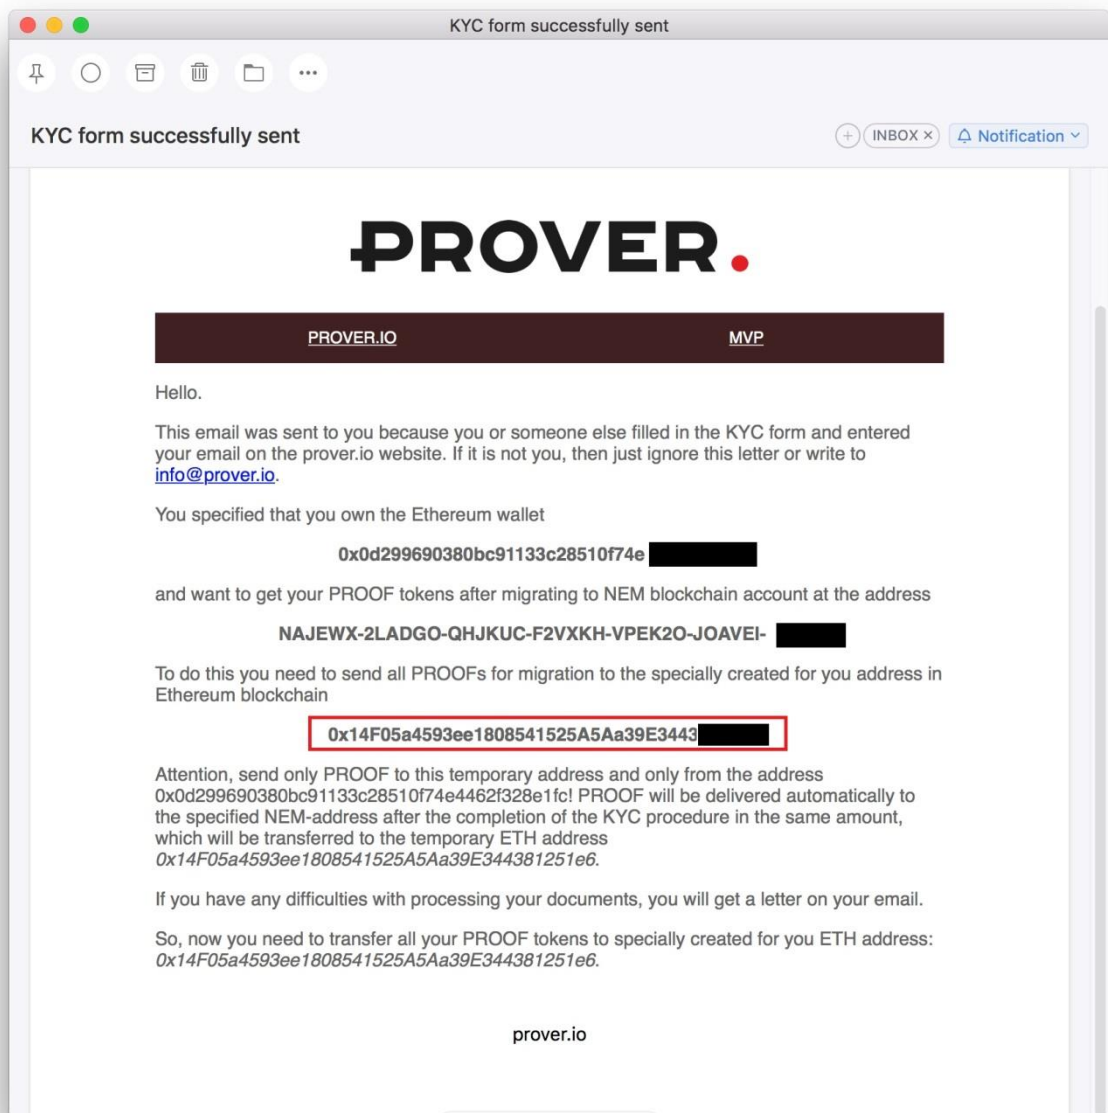 KYC form successfully sent
KYC form successfully sent
INBOX ×
Notification
PROVER.
PROVER.IO
MVP
Hello.
This email was sent to you because you or someone else filled in the KYC form and entered
your email on the prover.io website. If it is not you, then just ignore this letter or write to
info@prover.io.
You specified that you own the Ethereum wallet
0x0d299690380bc91133c28510f74e
and want to get your PROOF tokens after migrating to NEM blockchain account at the address
NAJEWX-2LADGO-QHJKUC-F2VXKH-VPEK2O-JOAVEI-
To do this you need to send all PROOFs for migration to the specially created for you address in
Ethereum blockchain
0x14F05a4593ee1808541525A5Aa39E3443
Attention, send only PROOF to this temporary address and only from the address
0x0d299690380bc91133c28510f74e4462f328e1fc! PROOF will be delivered automatically to
the specified NEM-address after the completion of the KYC procedure in the same amount,
which will be transferred to the temporary ETH address
0x14F05a4593ee1808541525A5Aa39E344381251e6.
If you have any difficulties with processing your documents, you will get a letter on your email.
So, now you need to transfer all your PROOF tokens to specially created for you ETH address:
0x14F05a4593ee1808541525A5Aa39E344381251e6.
prover.io